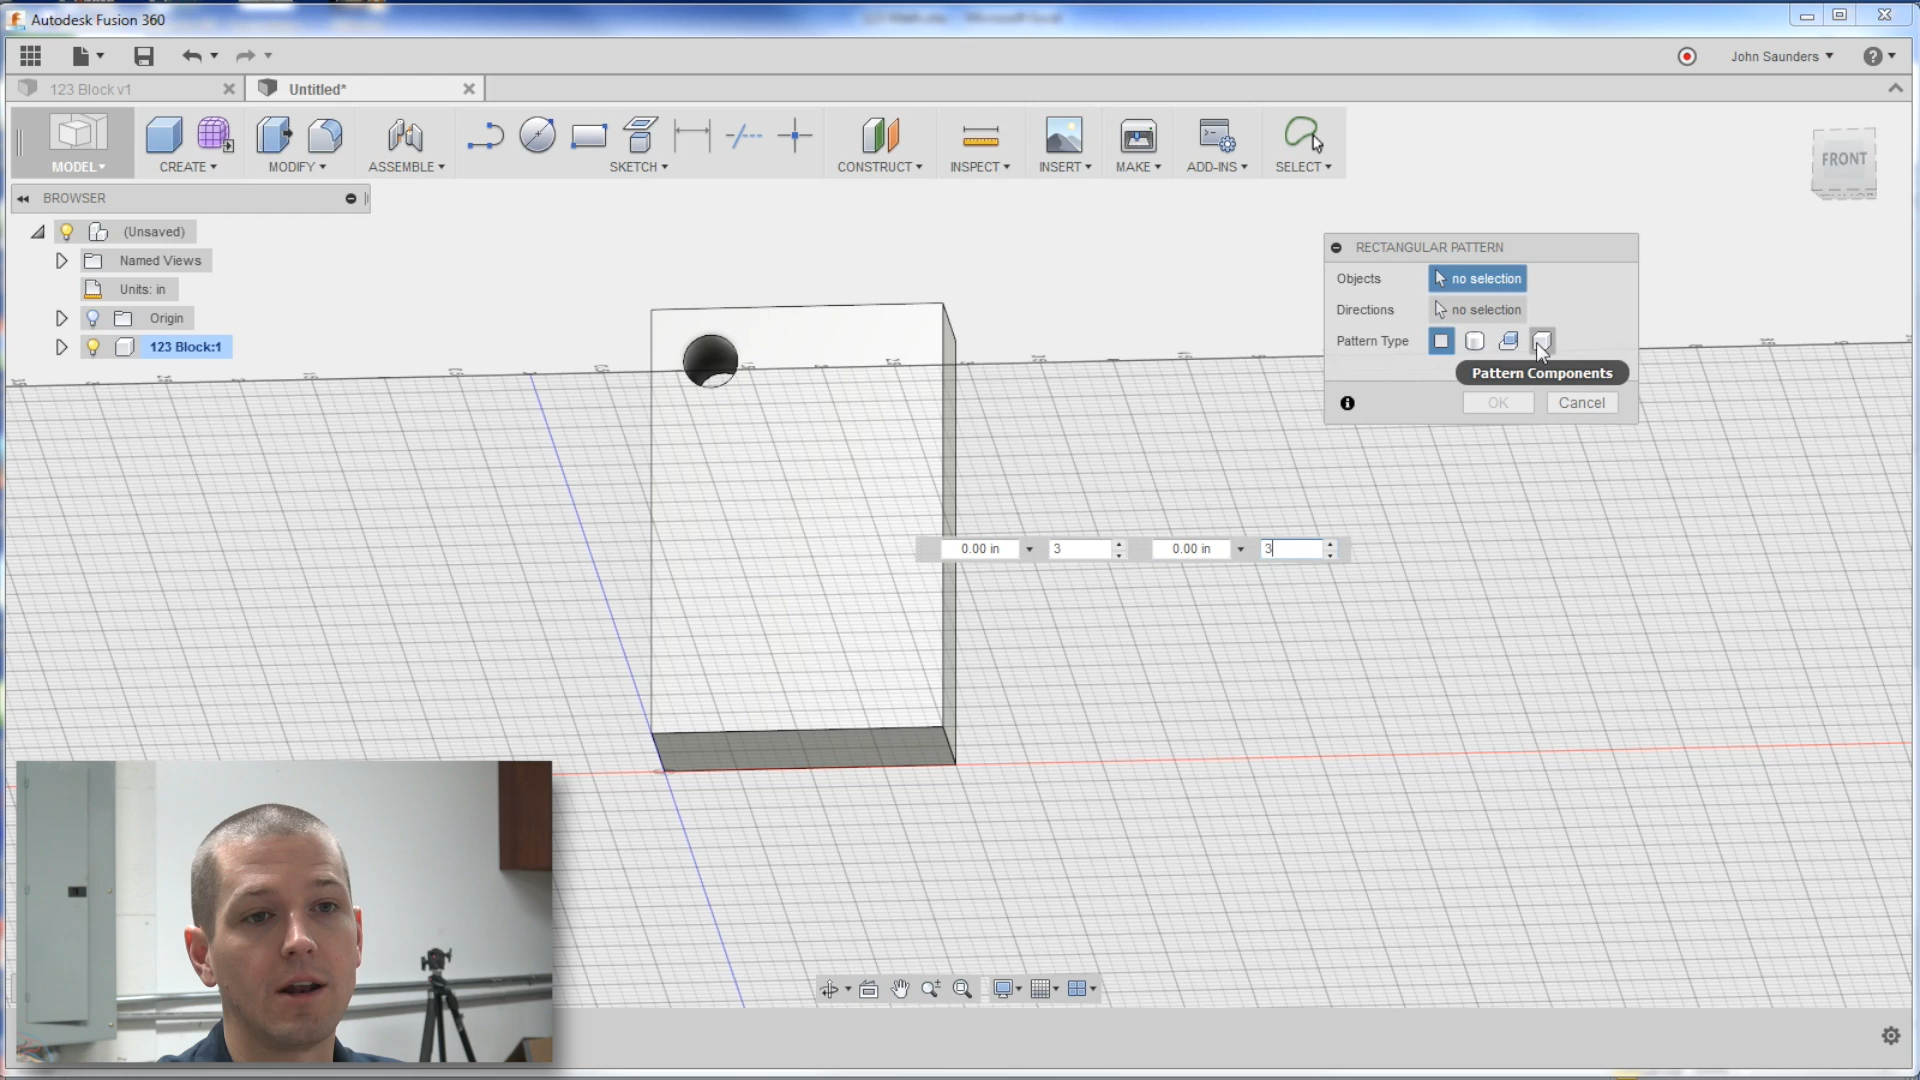 Autodesk Fusion 360
John Saunders
123 Block v1
Untitled*
MODEL
CREATE
MODIFY
ASSEMBLE
SKETCH
CONSTRUCT
INSPECT
INSERT
MAKE
ADD-INS
SELECT
FRONT
BROWSER
(Unsaved)
Named Views
Units: in
Origin
123 Block:1
RECTANGULAR PATTERN
Objects no selection
Directions no selection
Pattern Type
Pattern Components
OK Cancel
0.00 in 3 0.00 in 3